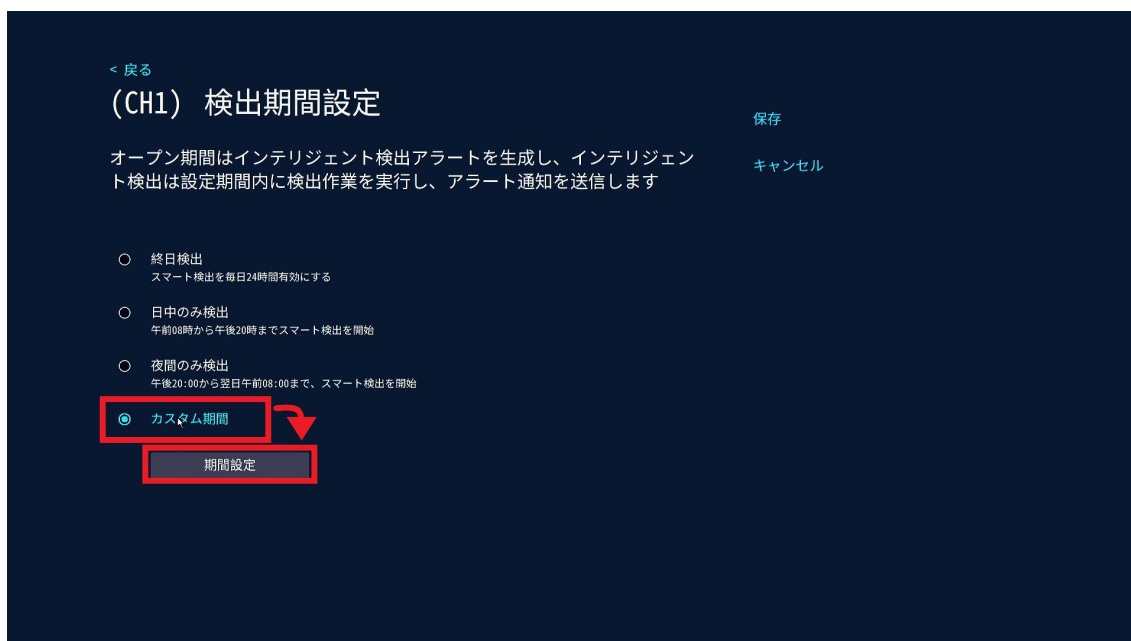 < 戻る
(CH1) 検出期間設定
保存
オープン期間はインテリジェント検出アラートを生成し、インテリジェン
ト検出は設定期間内に検出作業を実行し、アラート通知を送信します
キャンセル
終日検出
スマート検出を毎日24時間有効にする
日中のみ検出
午前08時から午後20時までスマート検出を開始
夜間のみ検出
午後20:00から翌日午前08:00まで、スマート検出を開始
カスタム期間
期間設定